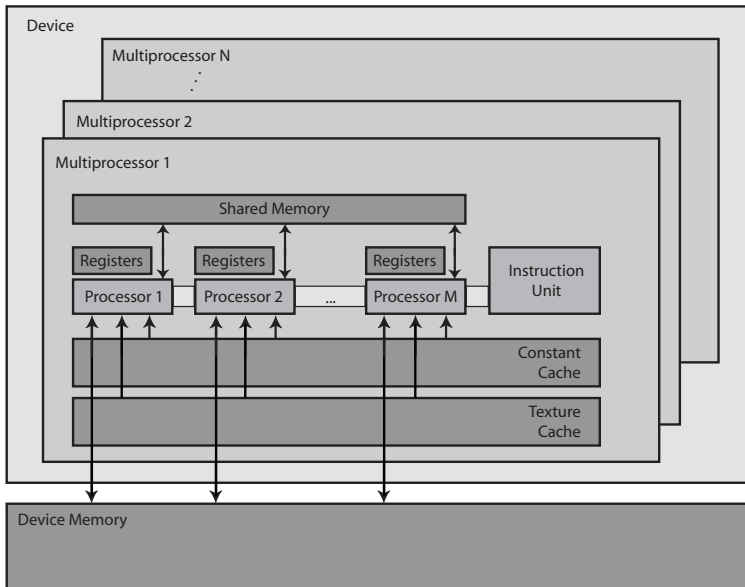 Device
Multiprocessor N
Multiprocessor 2
Multiprocessor 1
Shared Memory
Registers
Registers
Registers
Instruction
Unit
Processor 1
Processor 2
...
Processor M
Constant
Cache
Texture
Cache
Device Memory